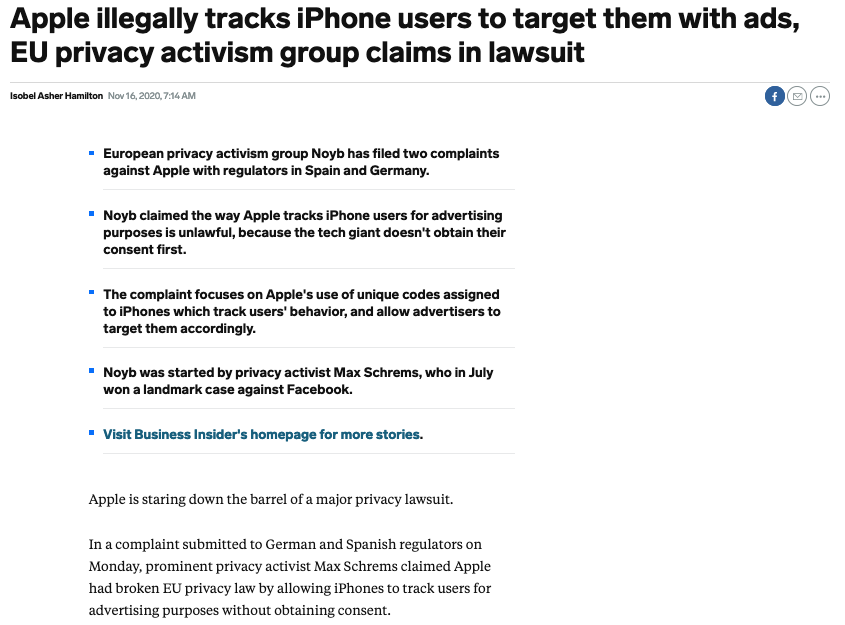 Apple illegally tracks iPhone users to target them with ads,
EU privacy activism group claims in lawsuit
Isobel Asher Hamilton Nov 16, 2020, 7:14 AM
European privacy activism group Noyb has filed two complaints
against Apple with regulators in Spain and Germany.
Noyb claimed the way Apple tracks iPhone users for advertising
purposes is unlawful, because the tech giant doesn't obtain their
consent first.
The complaint focuses on Apple's use of unique codes assigned
to iPhones which track users' behavior, and allow advertisers to
target them accordingly.
Noyb was started by privacy activist Max Schrems, who in July
won a landmark case against Facebook.
Visit Business Insider's homepage for more stories.
Apple is staring down the barrel of a major privacy lawsuit.
In a complaint submitted to German and Spanish regulators on
Monday, prominent privacy activist Max Schrems claimed Apple
had broken EU privacy law by allowing iPhones to track users for
advertising purposes without obtaining consent.